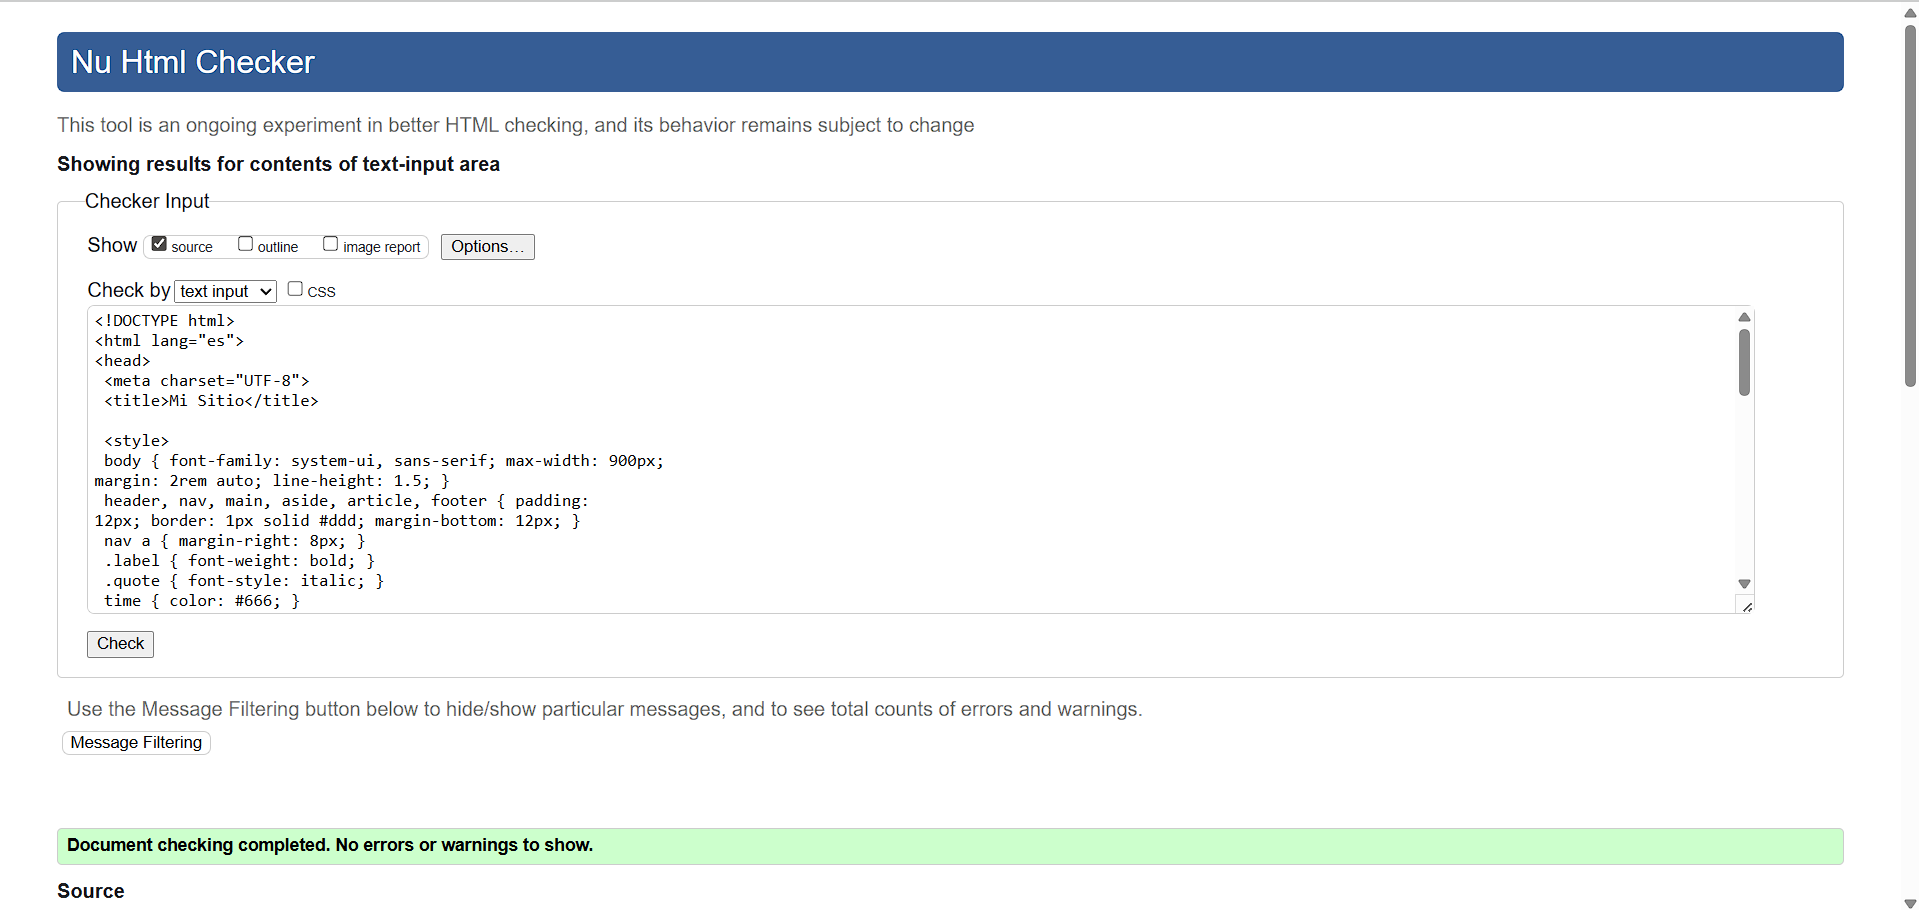 Nu Html Checker
This tool is an ongoing experiment in better HTML checking, and its behavior remains subject to change
Showing results for contents of text-input area
Checker Input
Show source outline image report Options...
Check by text input CSS
<!DOCTYPE html>
<html lang="es">
<head>
 <meta charset="UTF-8">
 <title>Mi Sitio</title>

 <style>
 body { font-family: system-ui, sans-serif; max-width: 900px;
margin: 2rem auto; line-height: 1.5; }
 header, nav, main, aside, article, footer { padding:
12px; border: 1px solid #ddd; margin-bottom: 12px; }
 nav a { margin-right: 8px; }
 .label { font-weight: bold; }
 .quote { font-style: italic; }
 time { color: #666; }
Check
Use the Message Filtering button below to hide/show particular messages, and to see total counts of errors and warnings.
Message Filtering
Document checking completed. No errors or warnings to show.
Source